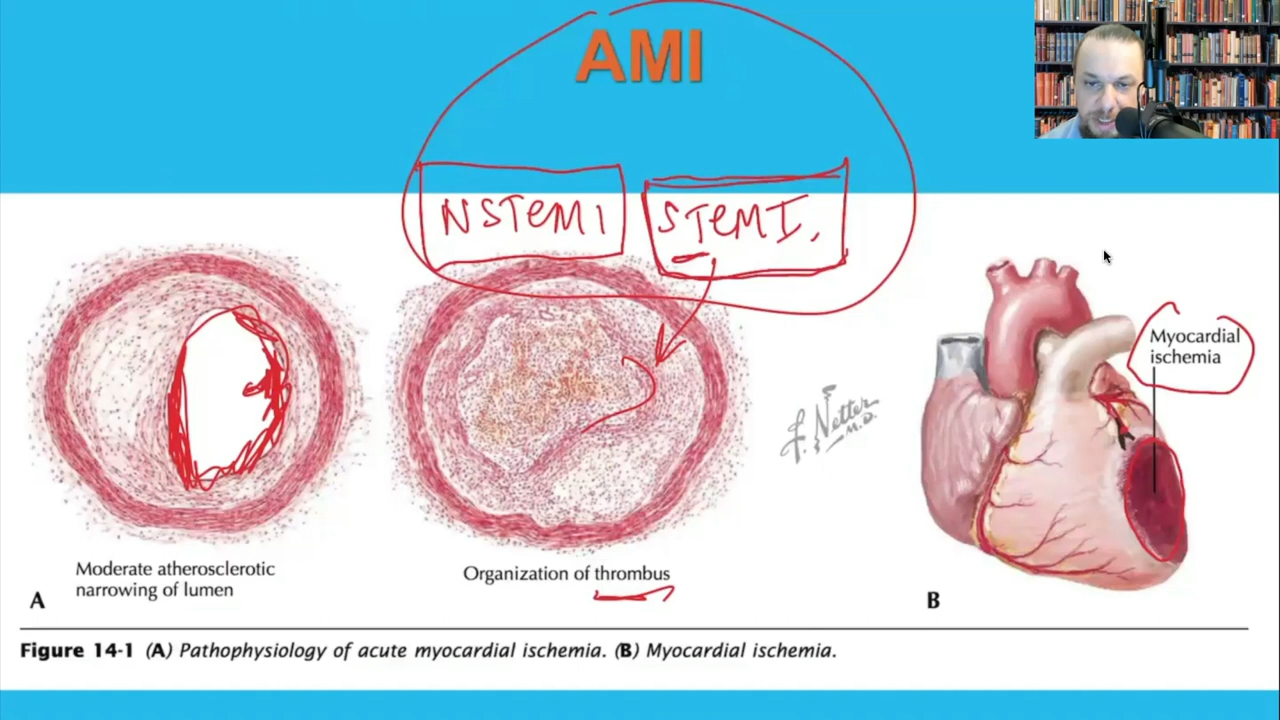 AMI
NSTEMI
STEMI.
Myocardial
ischemia
F. Netter
M.D.
Moderate atherosclerotic
narrowing of lumen
Organization of thrombus
A
B
Figure 14-1 (A) Pathophysiology of acute myocardial ischemia. (B) Myocardial ischemia.